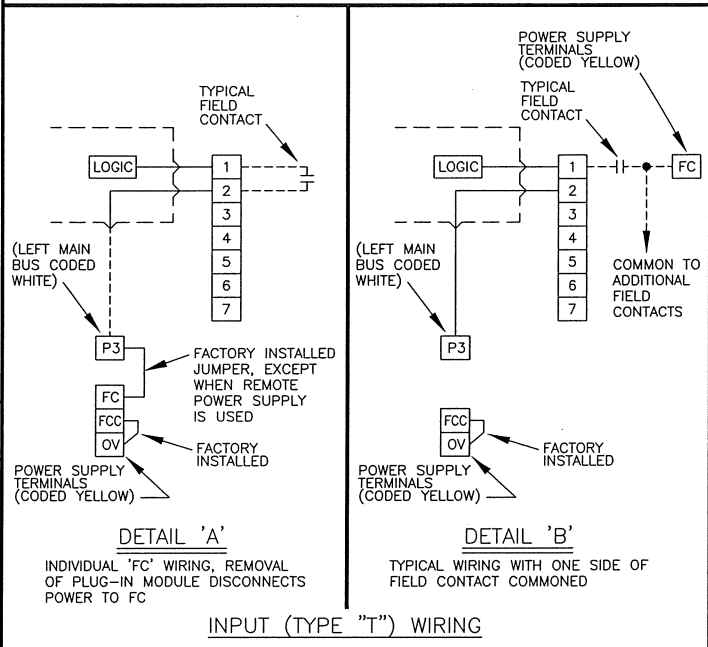 TYPICAL
FIELD
CONTACT
LOGIC
1
2
3
4
5
6
7
(LEFT MAIN
BUS CODED
WHITE)
P3
FACTORY INSTALLED
JUMPER, EXCEPT
WHEN REMOTE
POWER SUPPLY
IS USED
FC
FCC
OV
FACTORY
INSTALLED
POWER SUPPLY
TERMINALS
(CODED YELLOW)
DETAIL 'A'
INDIVIDUAL 'FC' WIRING, REMOVAL
OF PLUG-IN MODULE DISCONNECTS
POWER TO FC
POWER SUPPLY
TERMINALS
(CODED YELLOW)
TYPICAL
FIELD
CONTACT
LOGIC
1
2
3
4
5
6
7
FC
COMMON TO
ADDITIONAL
FIELD
CONTACTS
(LEFT MAIN
BUS CODED
WHITE)
P3
FCC
OV
FACTORY
INSTALLED
POWER SUPPLY
TERMINALS
(CODED YELLOW)
DETAIL 'B'
TYPICAL WIRING WITH ONE SIDE OF
FIELD CONTACT COMMONED
INPUT (TYPE "T") WIRING